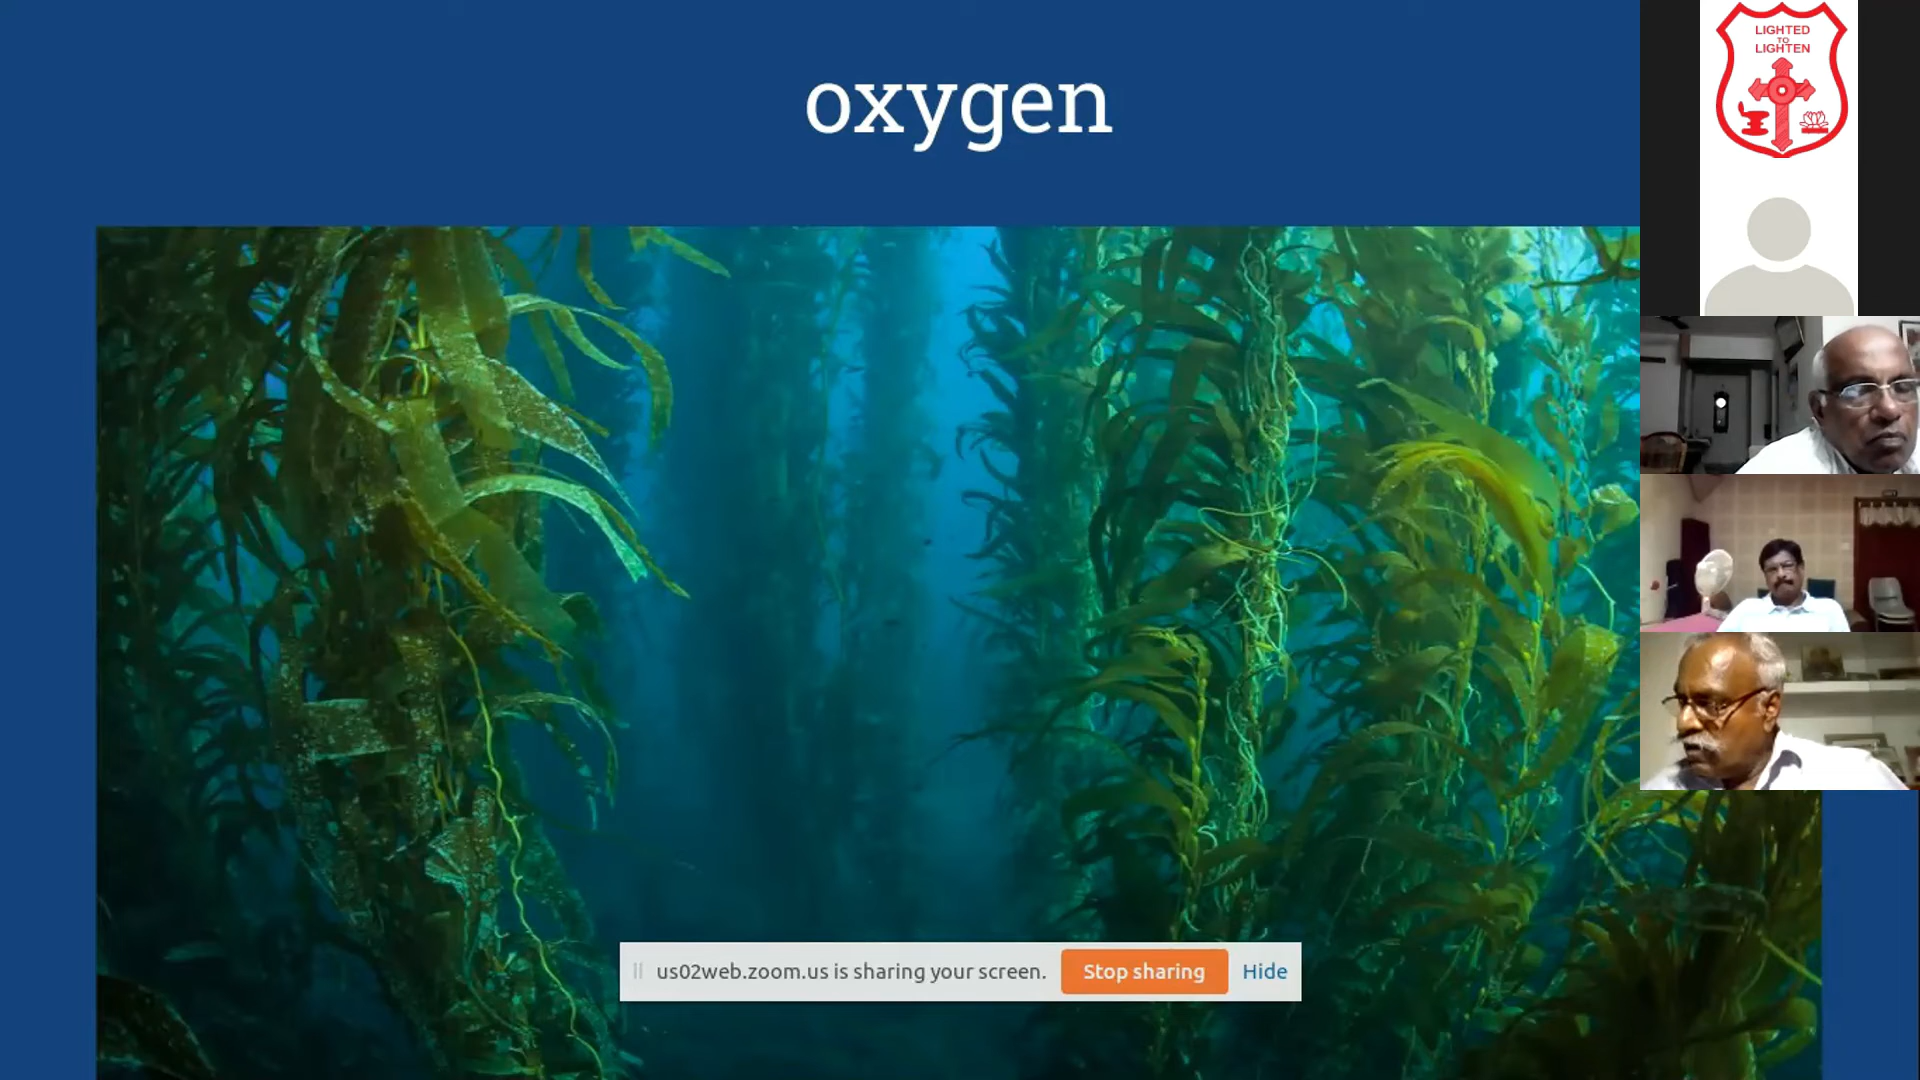 oxygen
LIGHTED
TO
LIGHTEN
us02web.zoom.us is sharing your screen. Stop sharing Hide